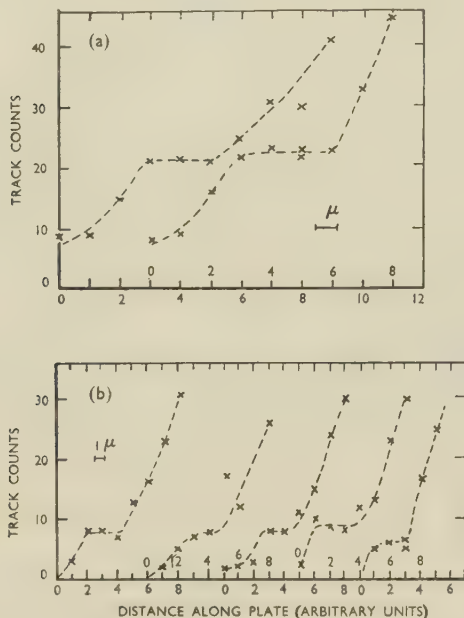 (a)
TRACK COUNTS
40
30
20
10
0
μ
0 2 4 6 8
0 2 4 6 8 10 12
(b)
TRACK COUNTS
30
20
10
0
1 μ
0 12 4 6 8 0 2 4 6 8
0 2 4 6 8 0 2 4 6 8 0 2 4 6
DISTANCE ALONG PLATE (ARBITRARY UNITS)